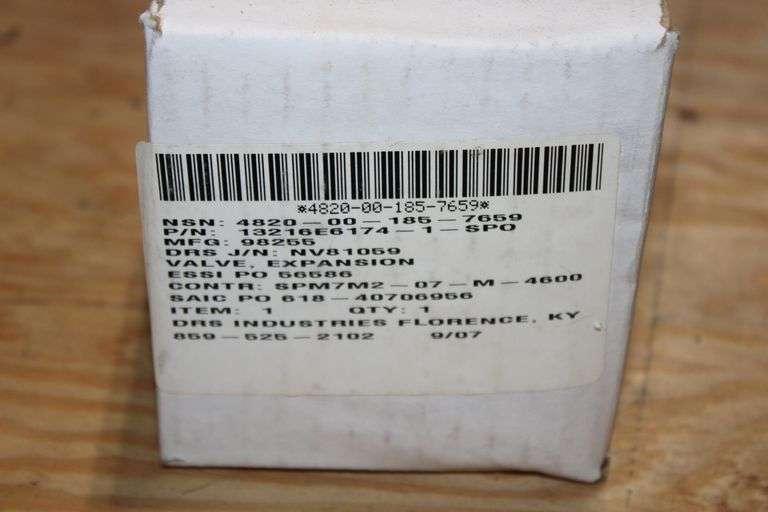 *4820-00-185-7659*
NSN: 4820-00-185-7659
P/N: 13216E6174-1-SPO
MFG: 98255
DRS J/N: NV81059
VALVE, EXPANSION
ESSI PO 56586
CONTR: SPM7M2-07-M-4600
SAIC PO 618-40706956
ITEM: 1 QTY: 1
DRS INDUSTRIES FLORENCE, KY
859-525-2102 9/07